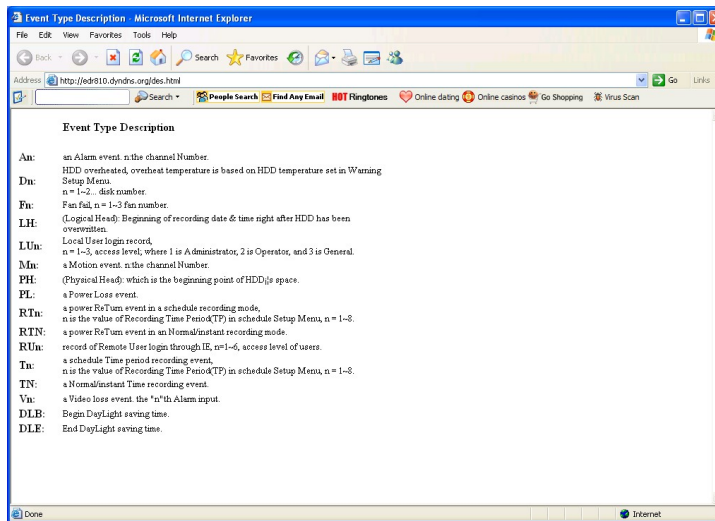 Event Type Description - Microsoft Internet Explorer
File Edit View Favorites Tools Help
Back Search Favorites
Address http://edr810.dyndns.org/des.html Go Links
Search People Search Find Any Email HOT Ringtones Online dating Online casinos Go Shopping Virus Scan
Event Type Description
An: an Alarm event. n:the channel Number.
HDD overheated, overheat temperature is based on HDD temperature set in Warning
Dn: Setup Menu.
n = 1~2... disk number.
Fn: Fan fail, n = 1~3 fan number.
LH: (Logical Head): Beginning of recording date & time right after HDD has been
overwritten.
LUn: Local User login record,
n = 1~3, access level; where 1 is Administrator, 2 is Operator, and 3 is General.
Mn: a Motion event. n:the channel Number.
PH: (Physical Head): which is the beginning point of HDD¡¦s space.
PL: a Power Loss event.
RTn: a power ReTurn event in a schedule recording mode,
n is the value of Recording Time Period(TP) in schedule Setup Menu, n = 1~8.
RTN: a power ReTurn event in an Normal/instant recording mode.
RUn: record of Remote User login through IE, n=1~6, access level of users.
Tn: a schedule Time period recording event,
n is the value of Recording Time Period(TP) in schedule Setup Menu, n = 1~8.
TN: a Normal/instant Time recording event.
Vn: a Video loss event. the "n"th Alarm input.
DLB: Begin DayLight saving time.
DLE: End DayLight saving time.
Done Internet